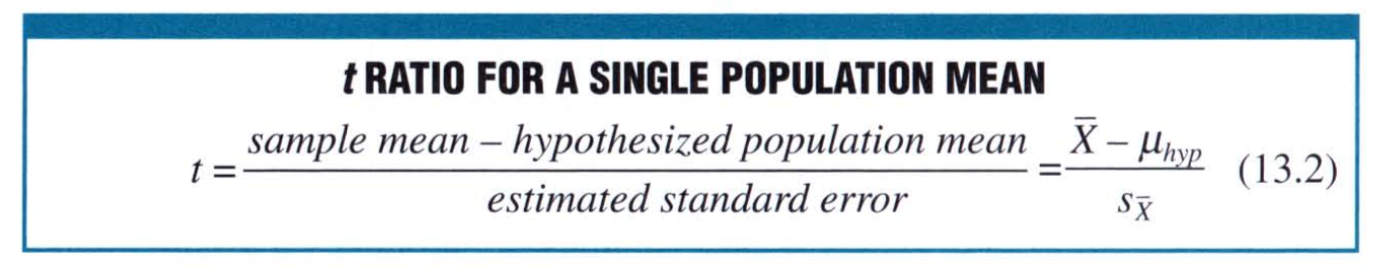 t RATIO FOR A SINGLE POPULATION MEAN
t = \frac{sample mean – hypothesized population mean}{estimated standard error} = \frac{\overline{X} – μ_{hyp}}{s_{\overline{X}}} (13.2)